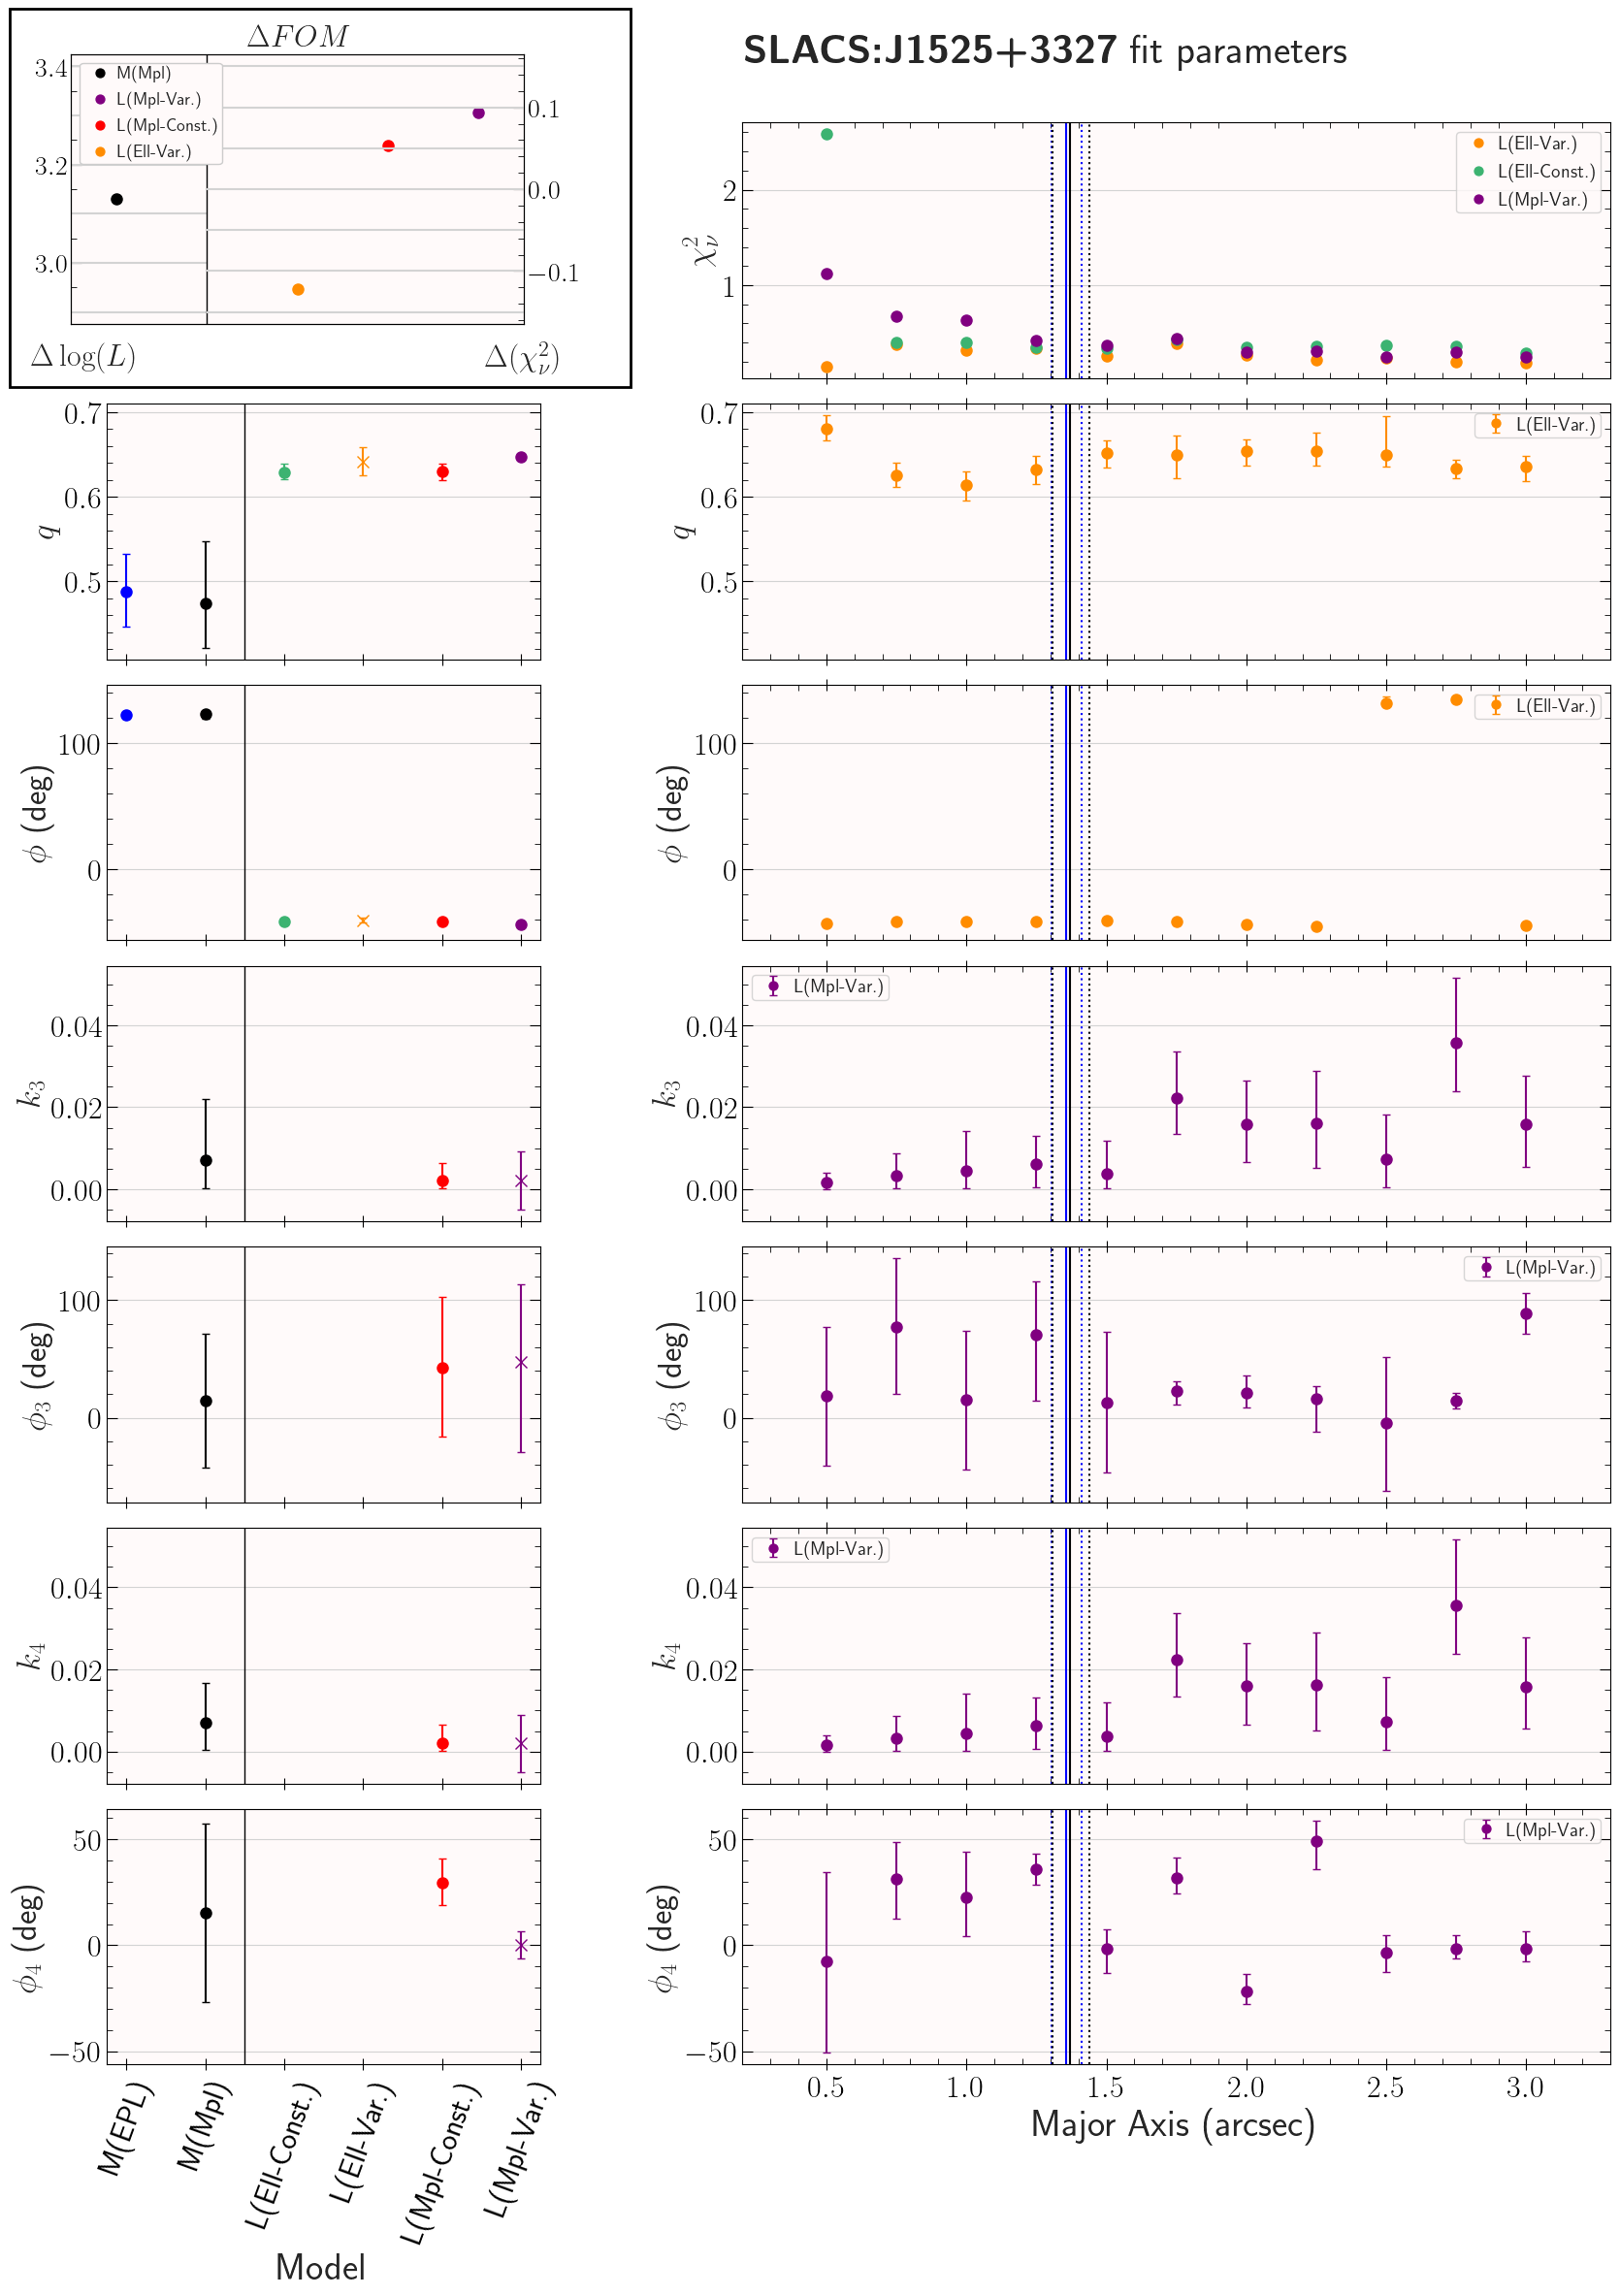 ΔFOM
SLACS:J1525+3327 fit parameters
3.4
3.2
3.0
M(Mpl)
L(Mpl-Var.)
L(Mpl-Const.)
L(Ell-Var.)
0.1
0.0
−0.1
Δ log(L)
Δ(χ²ᵥ)
χ²ᵥ
2
1
L(Ell-Var.)
L(Ell-Const.)
L(Mpl-Var.)
q
0.7
0.6
0.5
q
0.7
0.6
0.5
L(Ell-Var.)
ϕ (deg)
100
0
ϕ (deg)
100
0
L(Ell-Var.)
k₃
0.04
0.02
0.00
k₃
0.04
0.02
0.00
L(Mpl-Var.)
ϕ₃ (deg)
100
0
ϕ₃ (deg)
100
0
L(Mpl-Var.)
k₄
0.04
0.02
0.00
k₄
0.04
0.02
0.00
L(Mpl-Var.)
ϕ₄ (deg)
50
0
−50
ϕ₄ (deg)
50
0
−50
L(Mpl-Var.)
M(EPL)
M(Mpl)
L(Ell-Const.)
L(Ell-Var.)
L(Mpl-Const.)
L(Mpl-Var.)
Model
0.5 1.0 1.5 2.0 2.5 3.0
Major Axis (arcsec)